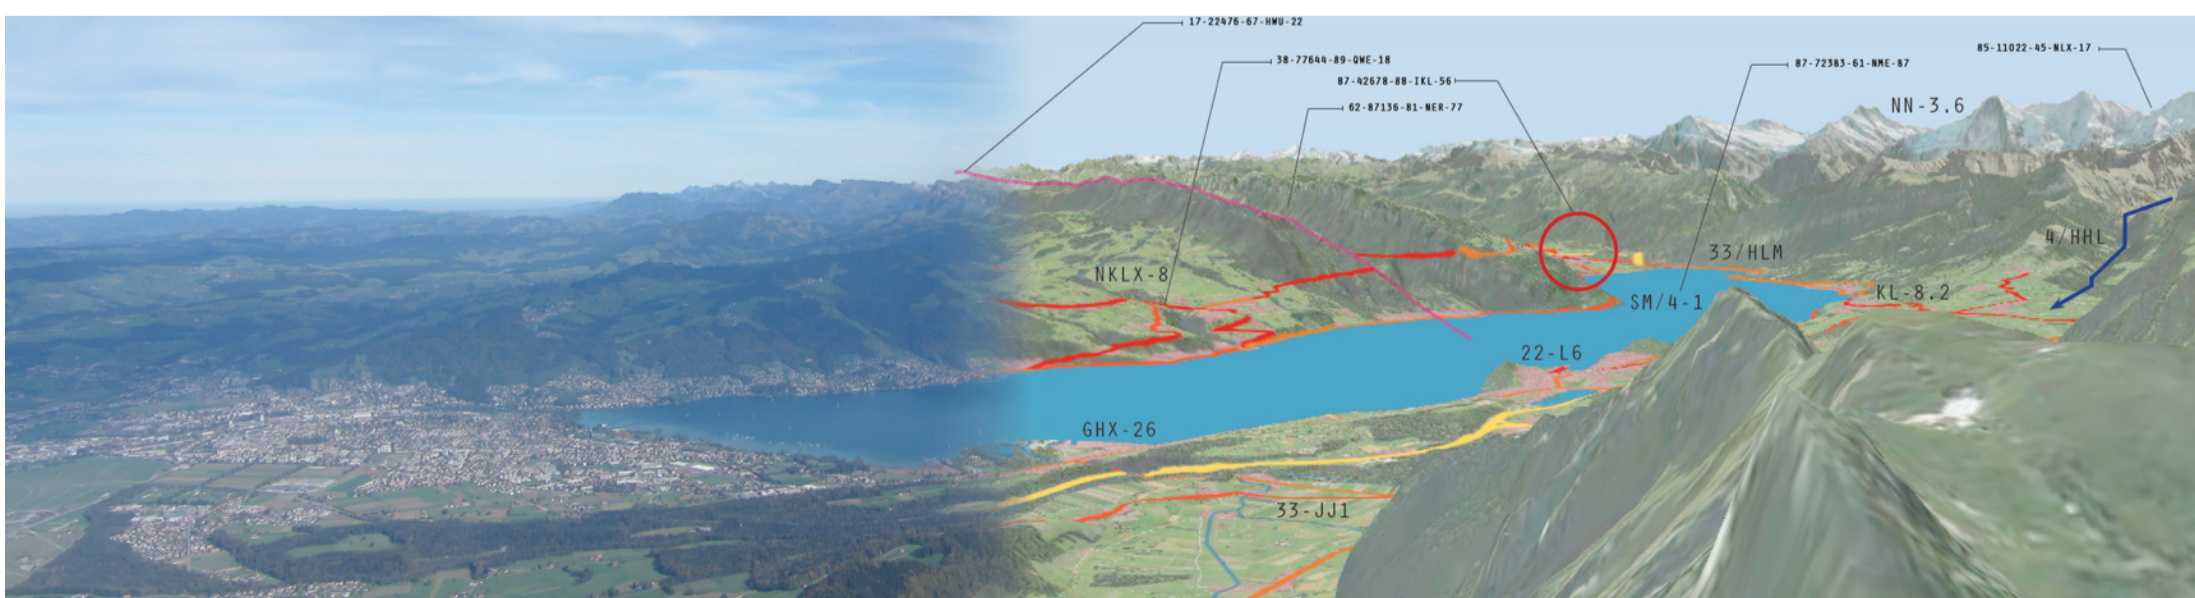 17-22476-67-HWU-22
38-77644-89-QWE-18
87-42678-88-IKL-56
62-87136-81-NER-77
87-72383-61-NME-87
85-11022-45-NLX-17
NN-3.6
4/HHL
33/HLM
NKLX-8
KL-8.2
SM/4-1
22-L6
GHX-26
33-JJ1